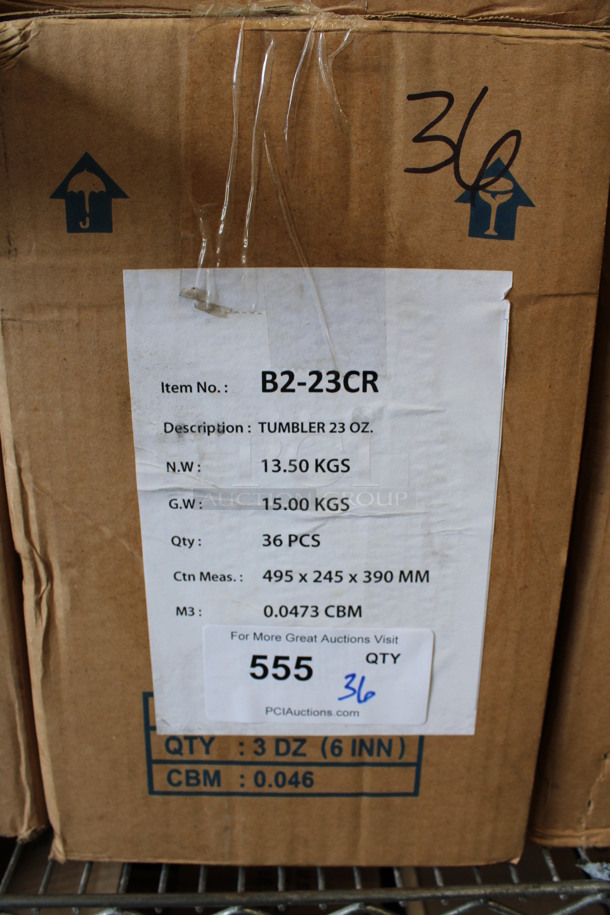 36
Item No. : B2-23CR
Description : TUMBLER 23 OZ.
N.W : 13.50 KGS
AUCTION GROUP
G.W : 15.00 KGS
Qty : 36 PCS
Ctn Meas. : 495 x 245 x 390 MM
M3 : 0.0473 CBM
For More Great Auctions Visit
555 QTY
36
PCIAuctions.com
QTY : 3 DZ (6 INN)
CBM : 0.046